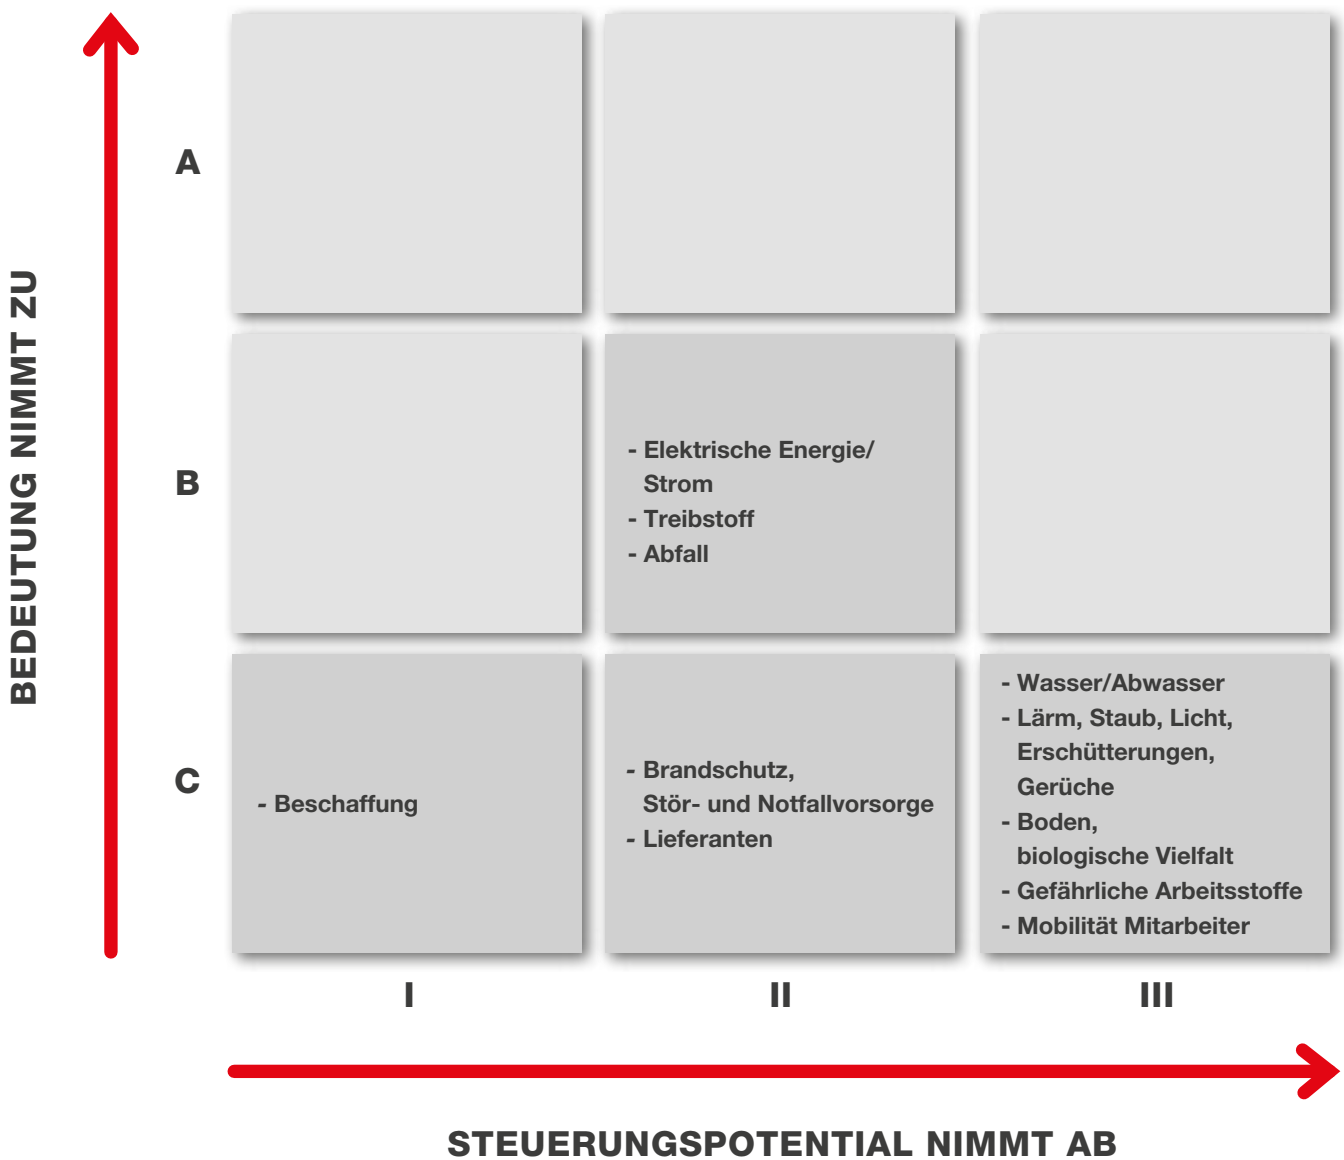 BEDEUTUNG NIMMT ZU
A
B
- Elektrische Energie/
Strom
- Treibstoff
- Abfall
C
- Beschaffung
- Brandschutz,
Stör- und Notfallvorsorge
- Lieferanten
- Wasser/Abwasser
- Lärm, Staub, Licht,
Erschütterungen,
Gerüche
- Boden,
biologische Vielfalt
- Gefährliche Arbeitsstoffe
- Mobilität Mitarbeiter
I
II
III
STEUERUNGSPOTENTIAL NIMMT AB